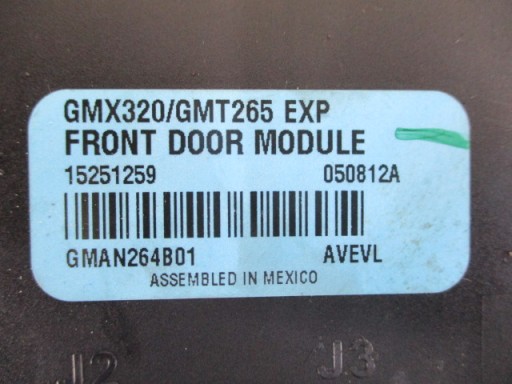 GMX320/GMT265 EXP
FRONT DOOR MODULE
15251259 050812A
GMAN264B01 AVEVL
ASSEMBLED IN MEXICO
J2 J3